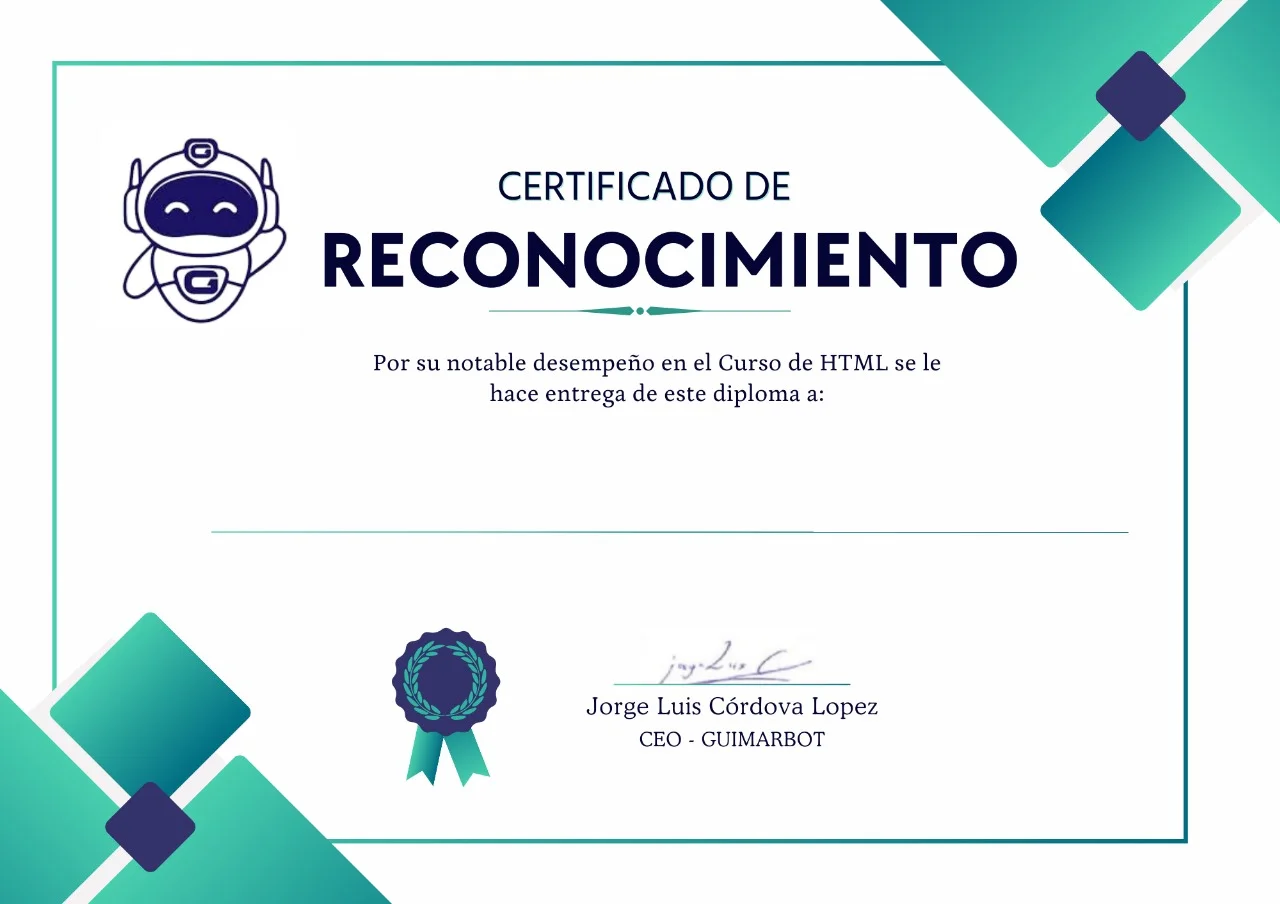 CERTIFICADO DE
RECONOCIMIENTO
Por su notable desempeño en el Curso de HTML se le
hace entrega de este diploma a:
Jorge Luis C
Jorge Luis Córdova Lopez
CEO - GUIMARBOT